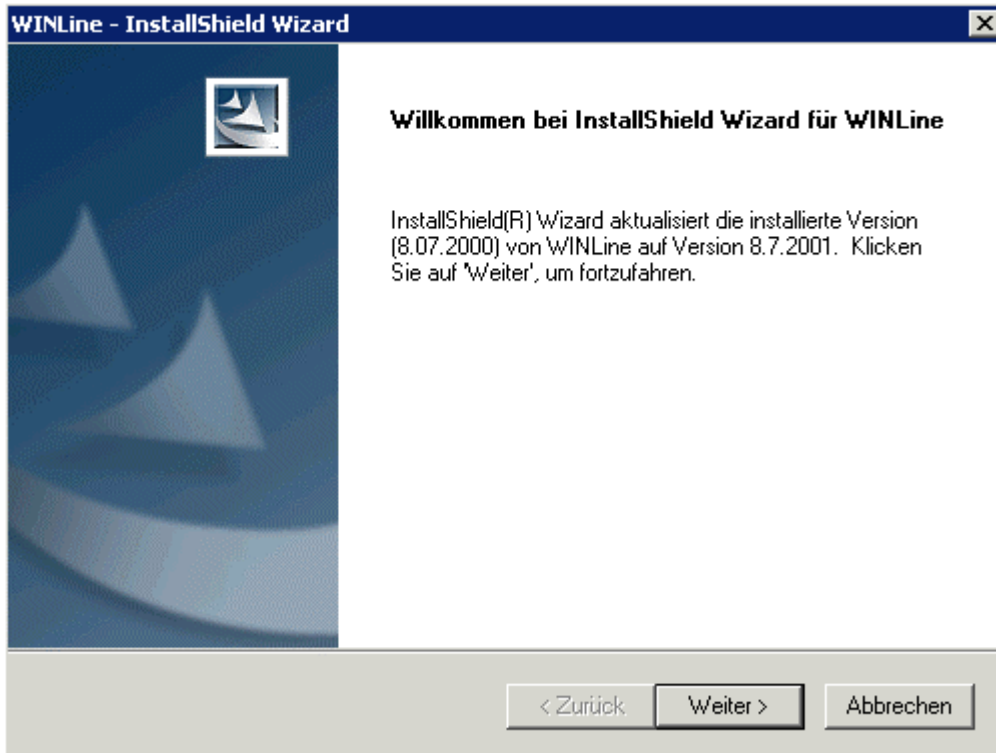 WINLine - InstallShield Wizard
Willkommen bei InstallShield Wizard für WINLine
InstallShield(R) Wizard aktualisiert die installierte Version
(8.07.2000) von WINLine auf Version 8.7.2001. Klicken
Sie auf 'Weiter', um fortzufahren.
< Zurück
Weiter >
Abbrechen